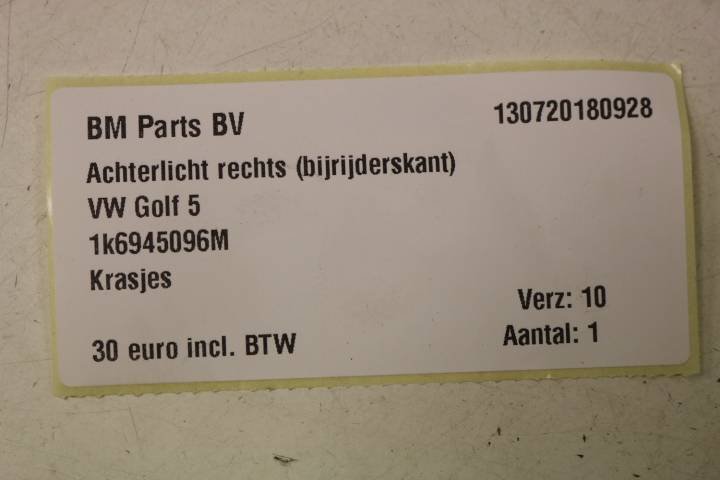 BM Parts BV
130720180928
Achterlicht rechts (bijrijderskant)
VW Golf 5
1k6945096M
Krasjes
Verz: 10
30 euro incl. BTW
Aantal: 1